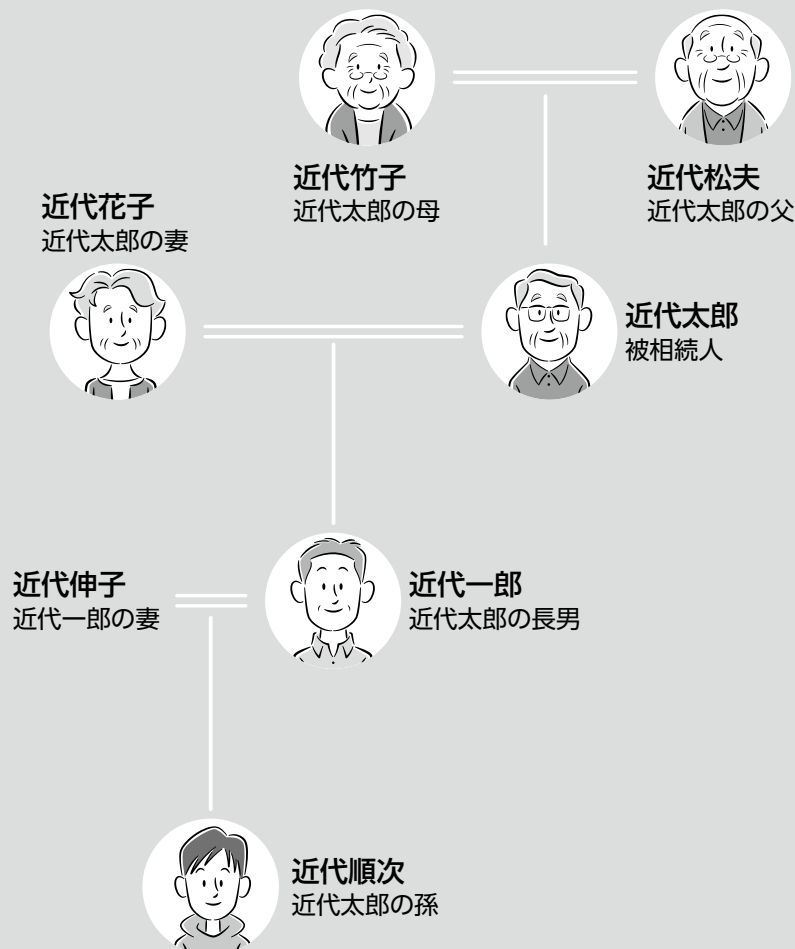 近代竹子
近代太郎の母
近代松夫
近代太郎の父
近代花子
近代太郎の妻
近代太郎
被相続人
近代伸子
近代一郎の妻
近代一郎
近代太郎の長男
近代順次
近代太郎の孫